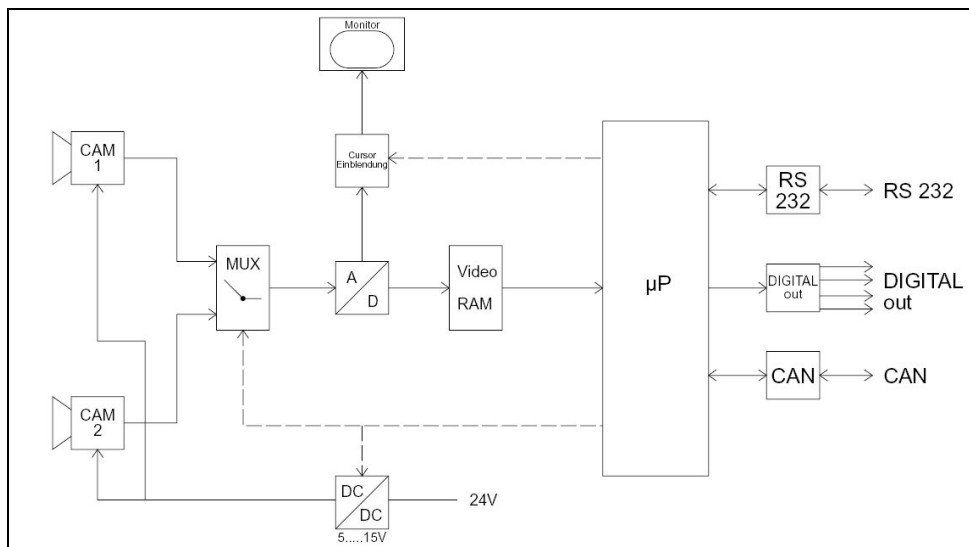 Monitor
Cursor
Einblendung
CAM
1
MUX
A
D
Video
RAM
µP
RS
232
RS 232
DIGITAL
out
DIGITAL
out
CAN
CAN
CAM
2
DC
DC
24V
5.....15V